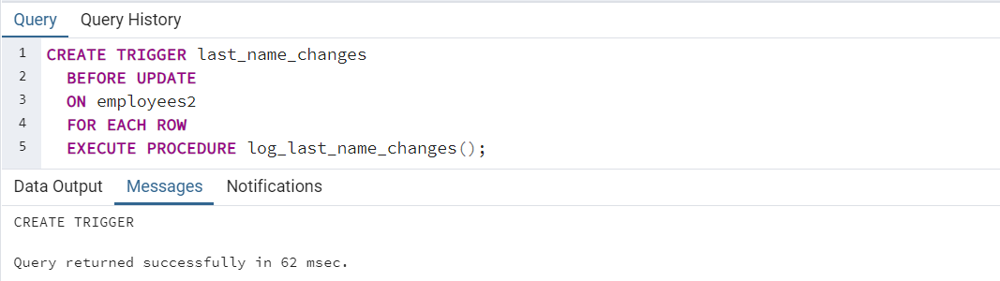 Query Query History
1 CREATE TRIGGER last_name_changes
2 BEFORE UPDATE
3 ON employees2
4 FOR EACH ROW
5 EXECUTE PROCEDURE log_last_name_changes();
Data Output Messages Notifications
CREATE TRIGGER
Query returned successfully in 62 msec.